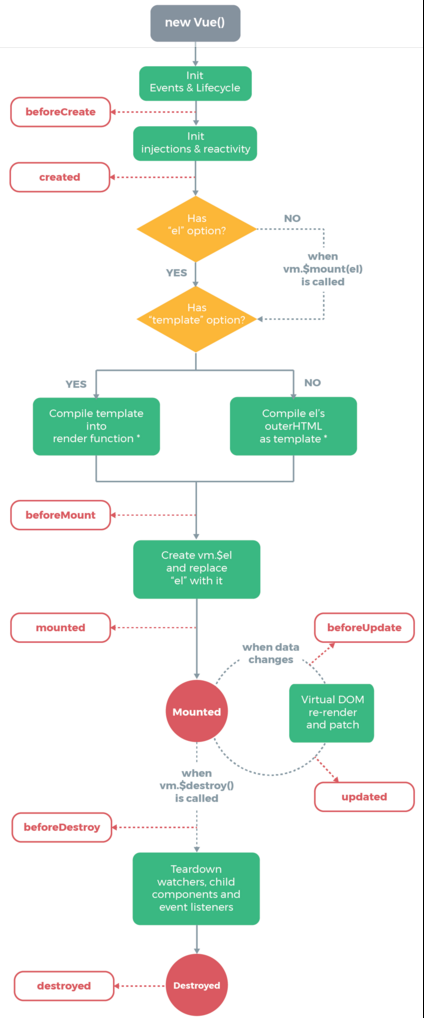 new Vue()
Init
Events & Lifecycle
beforeCreate
Init
injections & reactivity
created
Has
"el" option?
NO
when
vm.$mount(el)
is called
YES
Has
"template" option?
YES
NO
Compile template
into
render function *
Compile el's
outerHTML
as template *
beforeMount
Create vm.$el
and replace
"el" with it
mounted
beforeUpdate
when data
changes
Mounted
Virtual DOM
re-render
and patch
when
vm.$destroy()
is called
updated
beforeDestroy
Teardown
watchers, child
components and
event listeners
destroyed
Destroyed